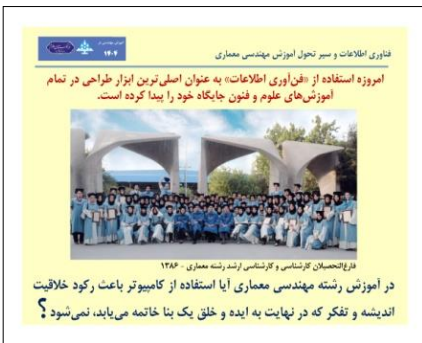 فناوری اطلاعات و سیر تحول آموزش مهندسی معماری
۱۴۰۴
امروزه استفاده از «فن‌آوری اطلاعات» به عنوان اصلی‌ترین ابزار طراحی در تمام
آموزش‌های علوم و فنون جایگاه خود را پیدا کرده است.
فارغ‌التحصیلان کارشناسی و کارشناسی ارشد رشته معماری - ۱۳۸۶
در آموزش رشته مهندسی معماری آیا استفاده از کامپیوتر باعث رکود خلاقیت
اندیشه و تفکر که در نهایت به ایده و خلق یک بنا خاتمه می‌یابد، نمی‌شود ؟